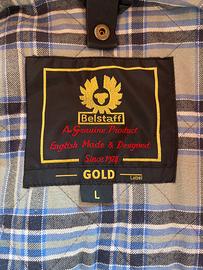 Belstaff
A Genuine Product
English Made & Designed
Since 1924
GOLD Label
L